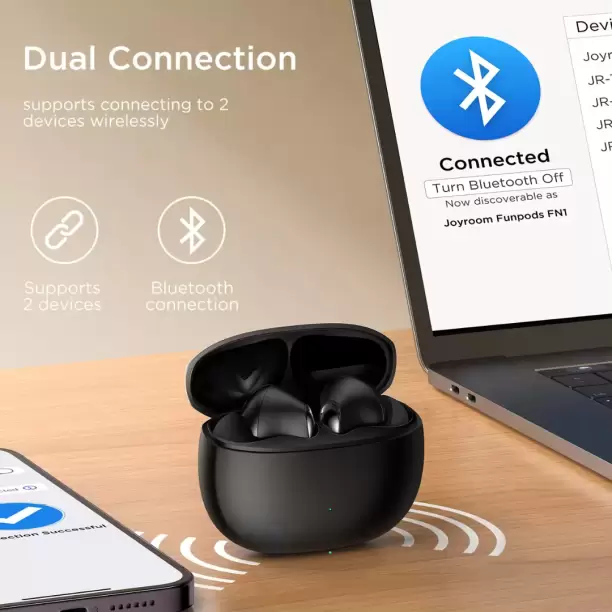 Dual Connection
supports connecting to 2
devices wirelessly
Supports
2 devices
Bluetooth
connection
Connected
Turn Bluetooth Off
Now discoverable as
Joyroom Funpods FN1